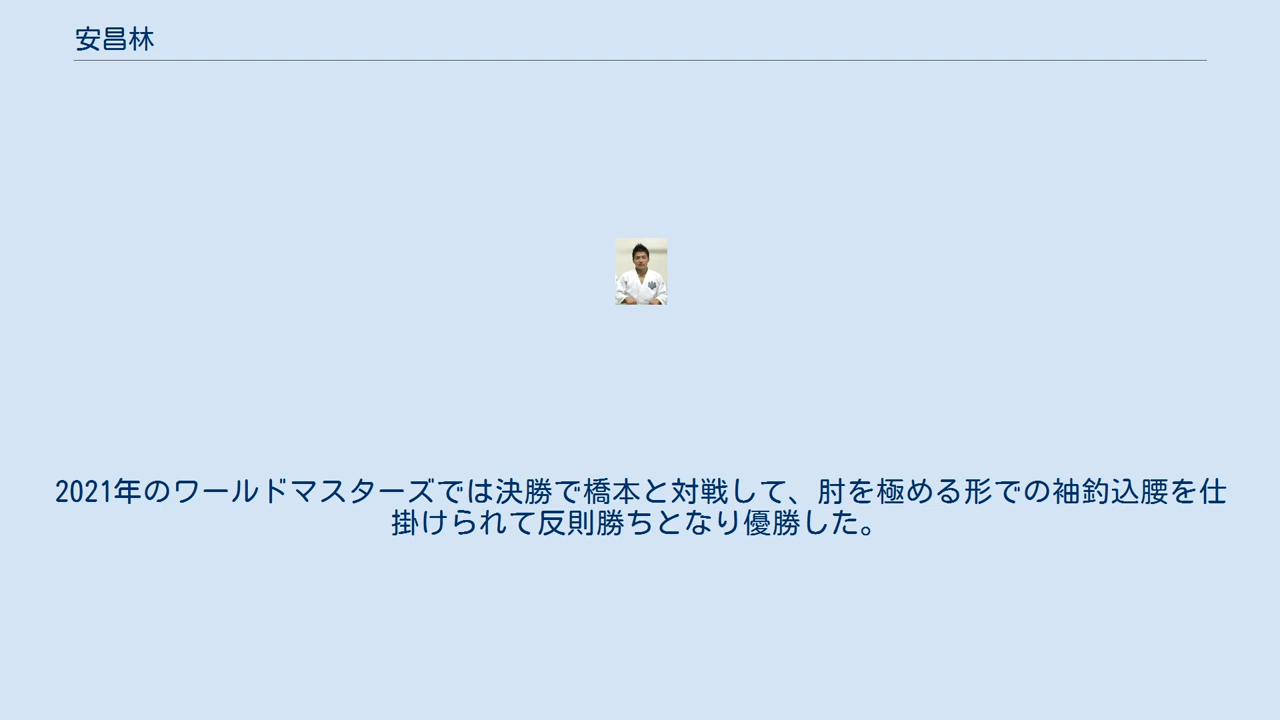 安昌林
2021年のワールドマスターズでは決勝で橋本と対戦して、肘を極める形での袖釣込腰を仕
掛けられて反則勝ちとなり優勝した。